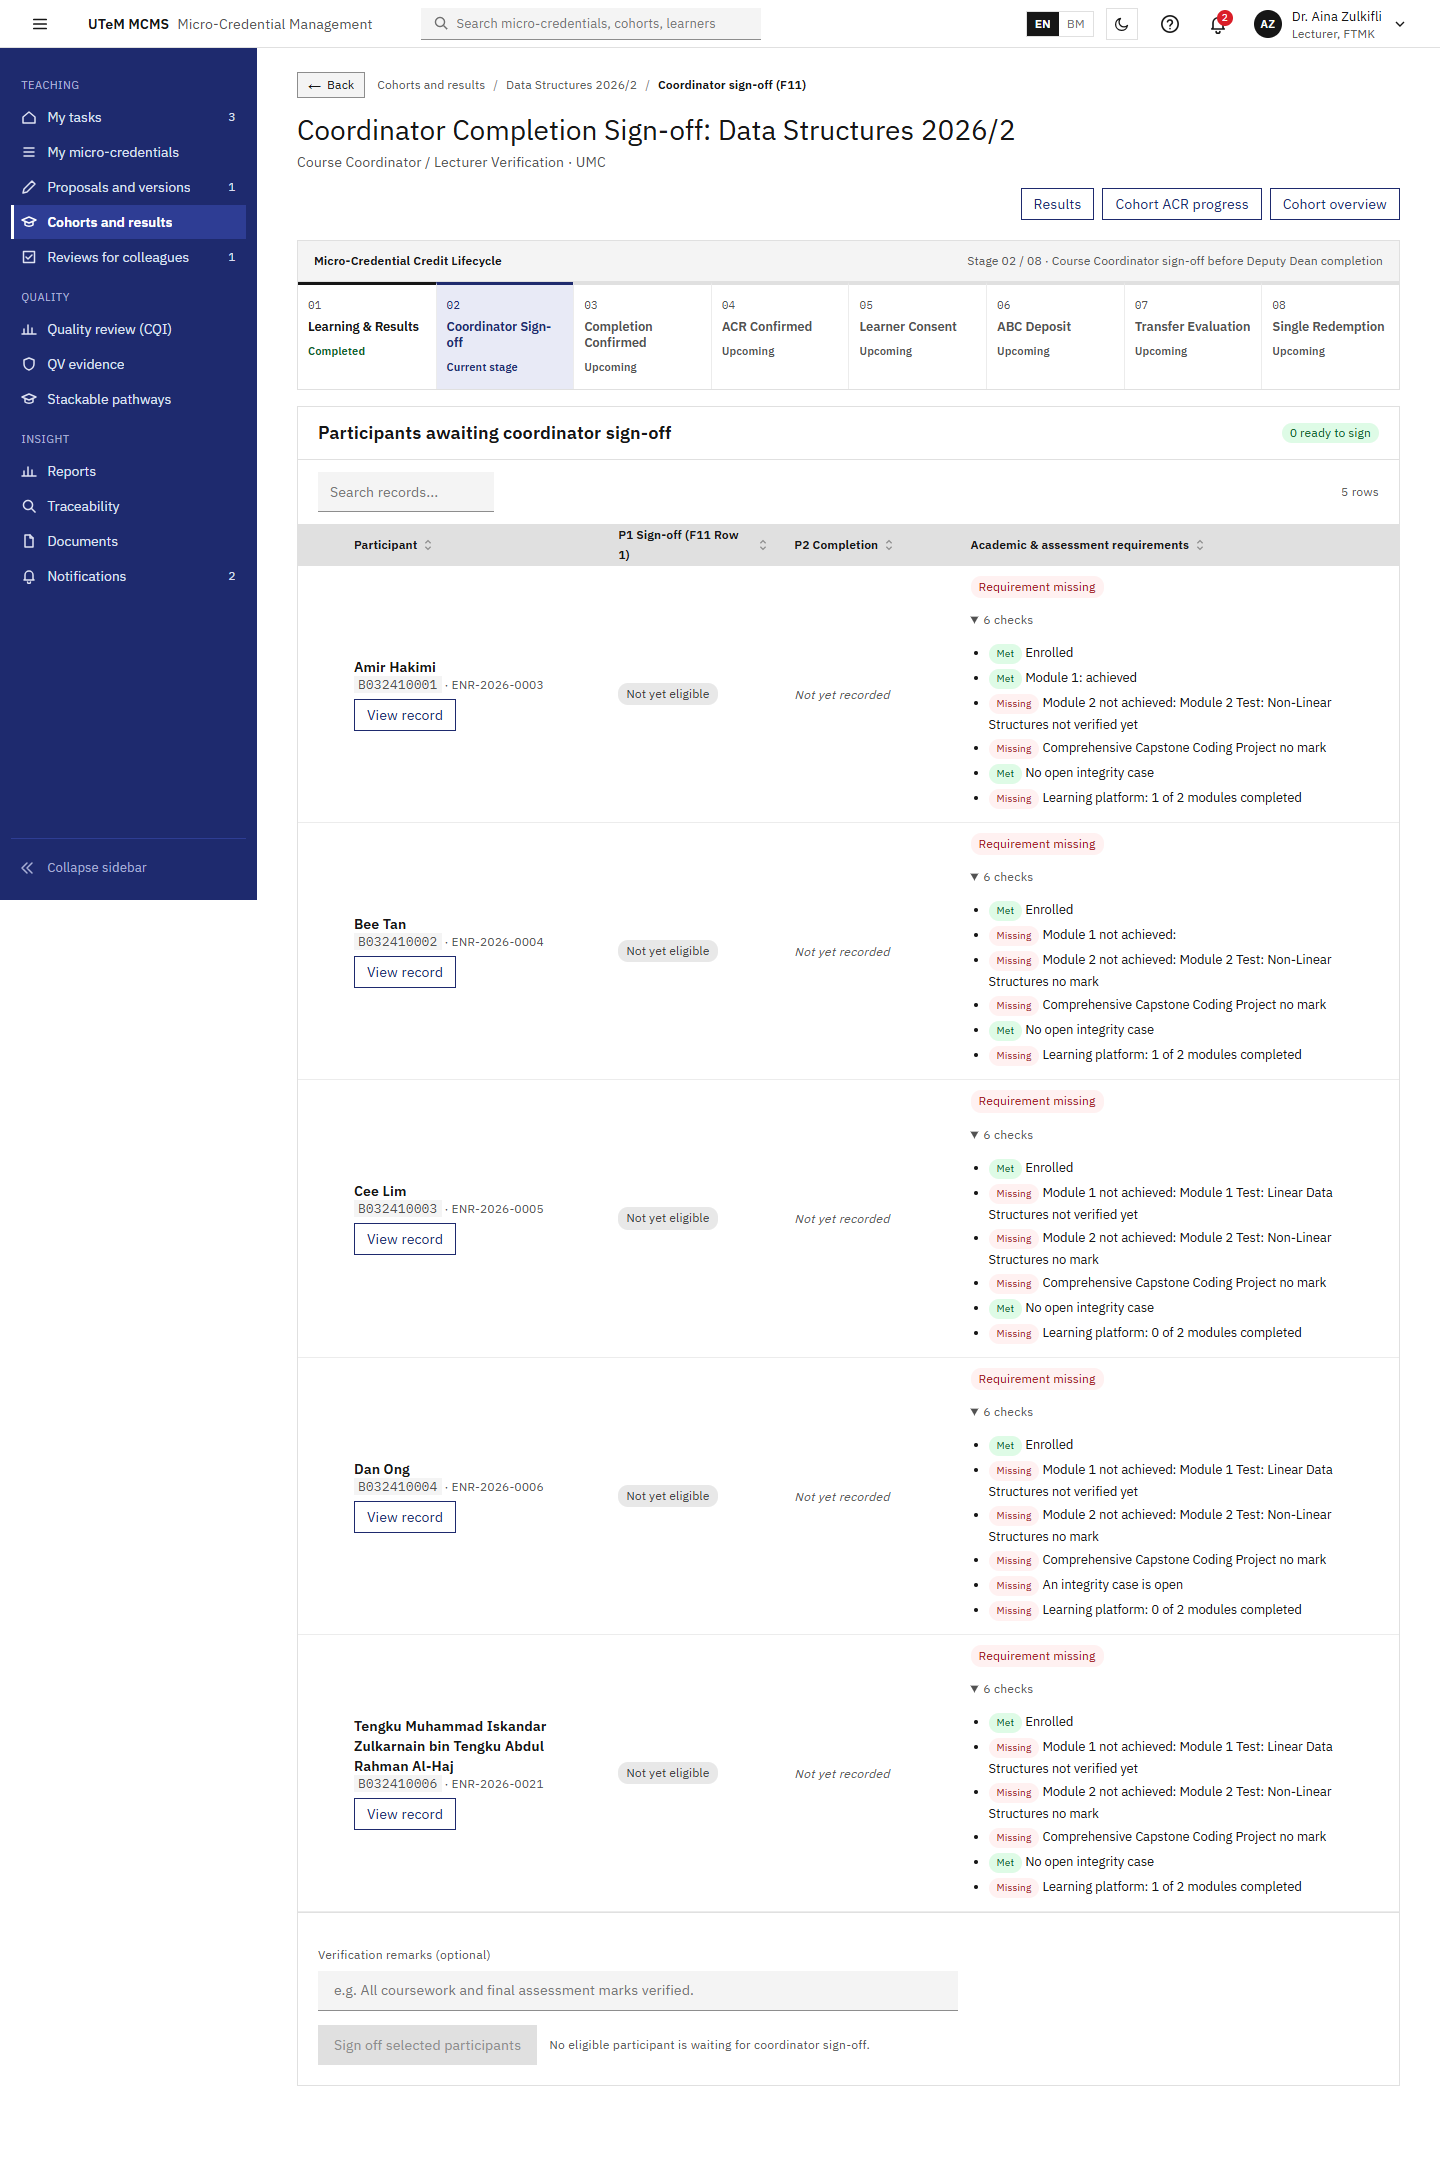 UTeM MCMS Micro-Credential Management
Search micro-credentials, cohorts, learners
EN BM
2
AZ
Dr. Aina Zulkifli
Lecturer, FTMK
TEACHING
My tasks 3
My micro-credentials
Proposals and versions 1
Cohorts and results
Reviews for colleagues 1
QUALITY
Quality review (CQI)
QV evidence
Stackable pathways
INSIGHT
Reports
Traceability
Documents
Notifications 2
Collapse sidebar
← Back Cohorts and results / Data Structures 2026/2 / Coordinator sign-off (F11)
Coordinator Completion Sign-off: Data Structures 2026/2
Course Coordinator / Lecturer Verification · UMC
Results Cohort ACR progress Cohort overview
Micro-Credential Credit Lifecycle Stage 02 / 08 · Course Coordinator sign-off before Deputy Dean completion
01
Learning & Results
Completed
02
Coordinator Sign-
off
Current stage
03
Completion
Confirmed
Upcoming
04
ACR Confirmed
Upcoming
05
Learner Consent
Upcoming
06
ABC Deposit
Upcoming
07
Transfer Evaluation
Upcoming
08
Single Redemption
Upcoming
Participants awaiting coordinator sign-off 0 ready to sign
Search records... 5 rows
Participant
P1 Sign-off (F11 Row
1)
P2 Completion
Academic & assessment requirements
Amir Hakimi
B032410001 · ENR-2026-0003
View record
Not yet eligible
Not yet recorded
Requirement missing
▼ 6 checks
• Met Enrolled
• Met Module 1: achieved
• Missing Module 2 not achieved: Module 2 Test: Non-Linear
Structures not verified yet
• Missing Comprehensive Capstone Coding Project no mark
• Met No open integrity case
• Missing Learning platform: 1 of 2 modules completed
Bee Tan
B032410002 · ENR-2026-0004
View record
Not yet eligible
Not yet recorded
Requirement missing
▼ 6 checks
• Met Enrolled
• Missing Module 1 not achieved:
• Missing Module 2 not achieved: Module 2 Test: Non-Linear
Structures no mark
• Missing Comprehensive Capstone Coding Project no mark
• Met No open integrity case
• Missing Learning platform: 1 of 2 modules completed
Cee Lim
B032410003 · ENR-2026-0005
View record
Not yet eligible
Not yet recorded
Requirement missing
▼ 6 checks
• Met Enrolled
• Missing Module 1 not achieved: Module 1 Test: Linear Data
Structures not verified yet
• Missing Module 2 not achieved: Module 2 Test: Non-Linear
Structures no mark
• Missing Comprehensive Capstone Coding Project no mark
• Met No open integrity case
• Missing Learning platform: 0 of 2 modules completed
Dan Ong
B032410004 · ENR-2026-0006
View record
Not yet eligible
Not yet recorded
Requirement missing
▼ 6 checks
• Met Enrolled
• Missing Module 1 not achieved: Module 1 Test: Linear Data
Structures not verified yet
• Missing Module 2 not achieved: Module 2 Test: Non-Linear
Structures no mark
• Missing Comprehensive Capstone Coding Project no mark
• Missing An integrity case is open
• Missing Learning platform: 0 of 2 modules completed
Tengku Muhammad Iskandar
Zulkarnain bin Tengku Abdul
Rahman Al-Haj
B032410006 · ENR-2026-0021
View record
Not yet eligible
Not yet recorded
Requirement missing
▼ 6 checks
• Met Enrolled
• Missing Module 1 not achieved: Module 1 Test: Linear Data
Structures not verified yet
• Missing Module 2 not achieved: Module 2 Test: Non-Linear
Structures no mark
• Missing Comprehensive Capstone Coding Project no mark
• Met No open integrity case
• Missing Learning platform: 1 of 2 modules completed
Verification remarks (optional)
e.g. All coursework and final assessment marks verified.
Sign off selected participants No eligible participant is waiting for coordinator sign-off.